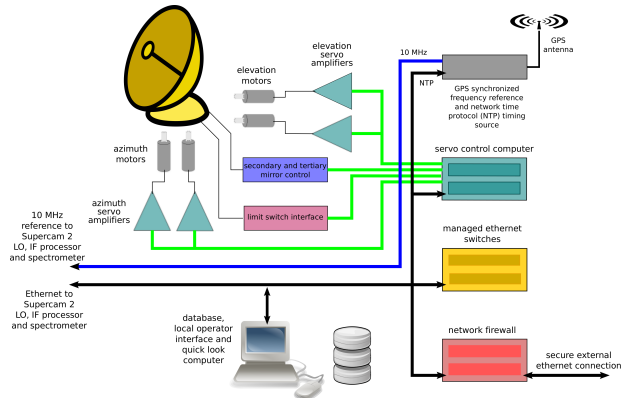 elevation servo
amplifiers
10 MHz
GPS
antenna
elevation
motors
NTP
GPS synchronized
frequency reference
and network time
protocol (NTP) timing
source
azimuth
motors
servo control computer
secondary and tertiary
mirror control
azimuth
servo
amplifiers
limit switch interface
10 MHz
reference to
Supercam 2
LO, IF processor
and spectrometer
managed ethernet
switches
Ethernet to
Supercam 2
LO, IF processor
and spectrometer
database,
local operator
interface and
quick look
computer
network firewall
secure external
ethernet connection